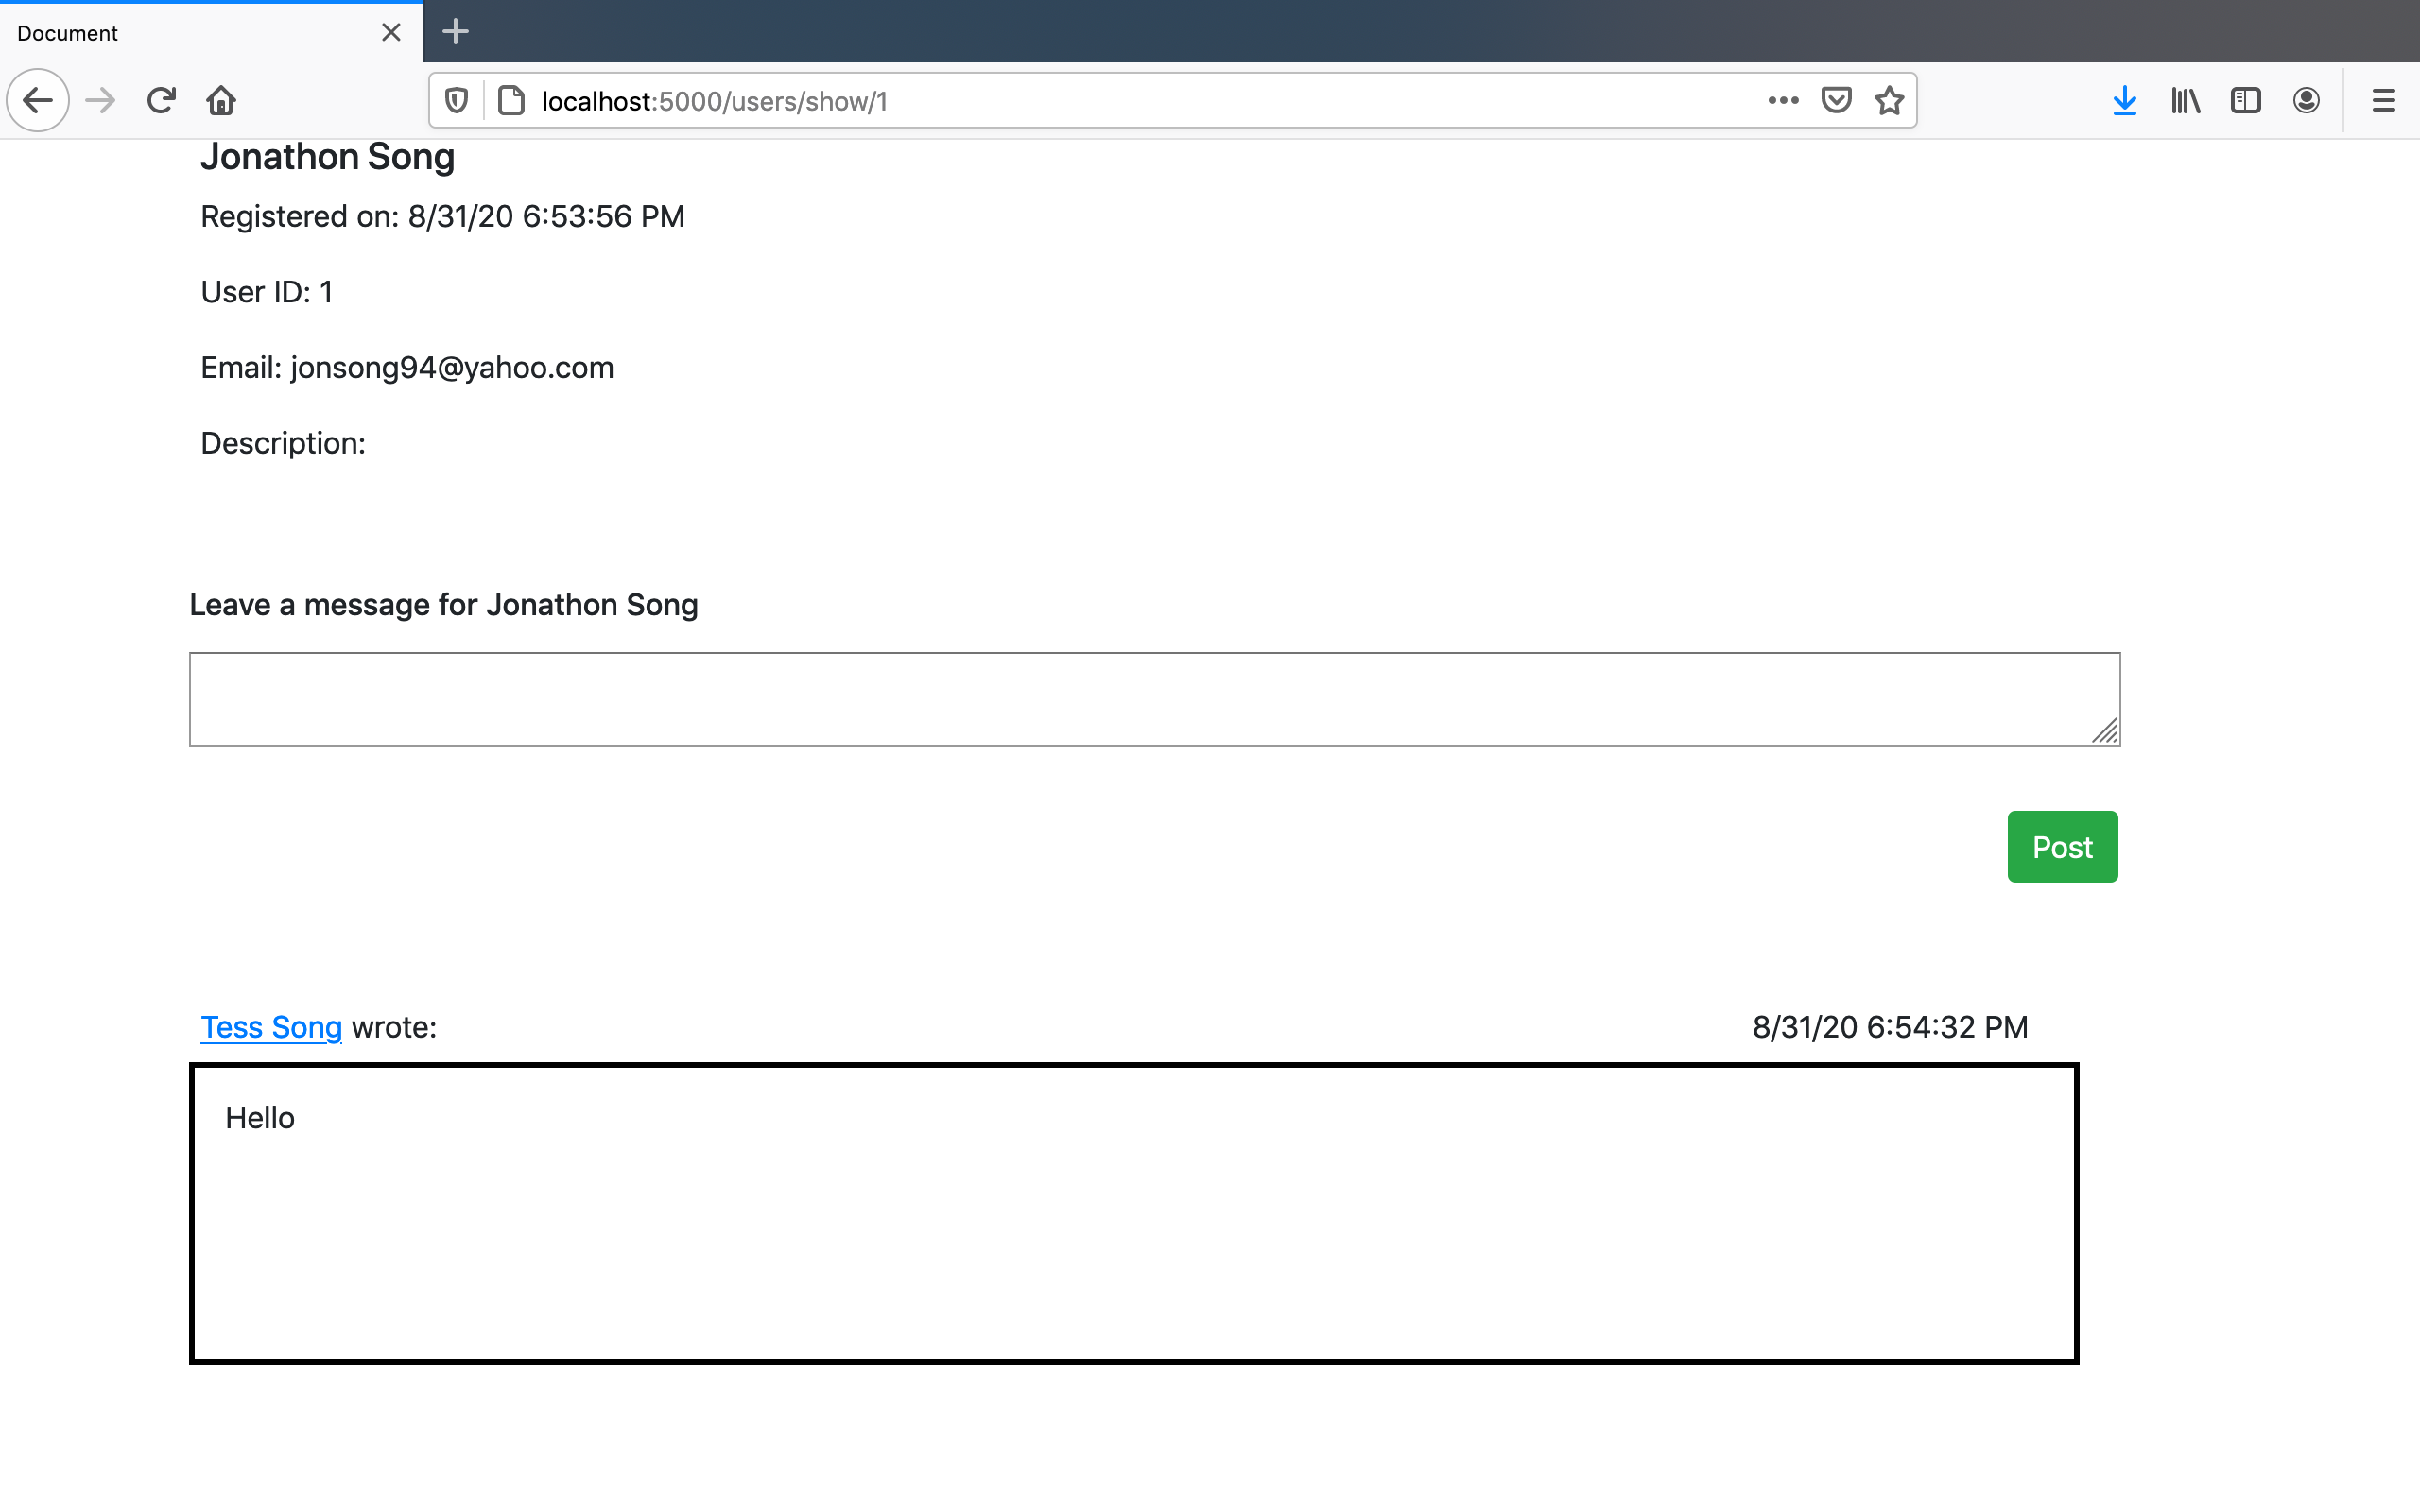 Document
localhost:5000/users/show/1
Jonathon Song
Registered on: 8/31/20 6:53:56 PM
User ID: 1
Email: jonsong94@yahoo.com
Description:
Leave a message for Jonathon Song
Post
Tess Song wrote: 8/31/20 6:54:32 PM
Hello